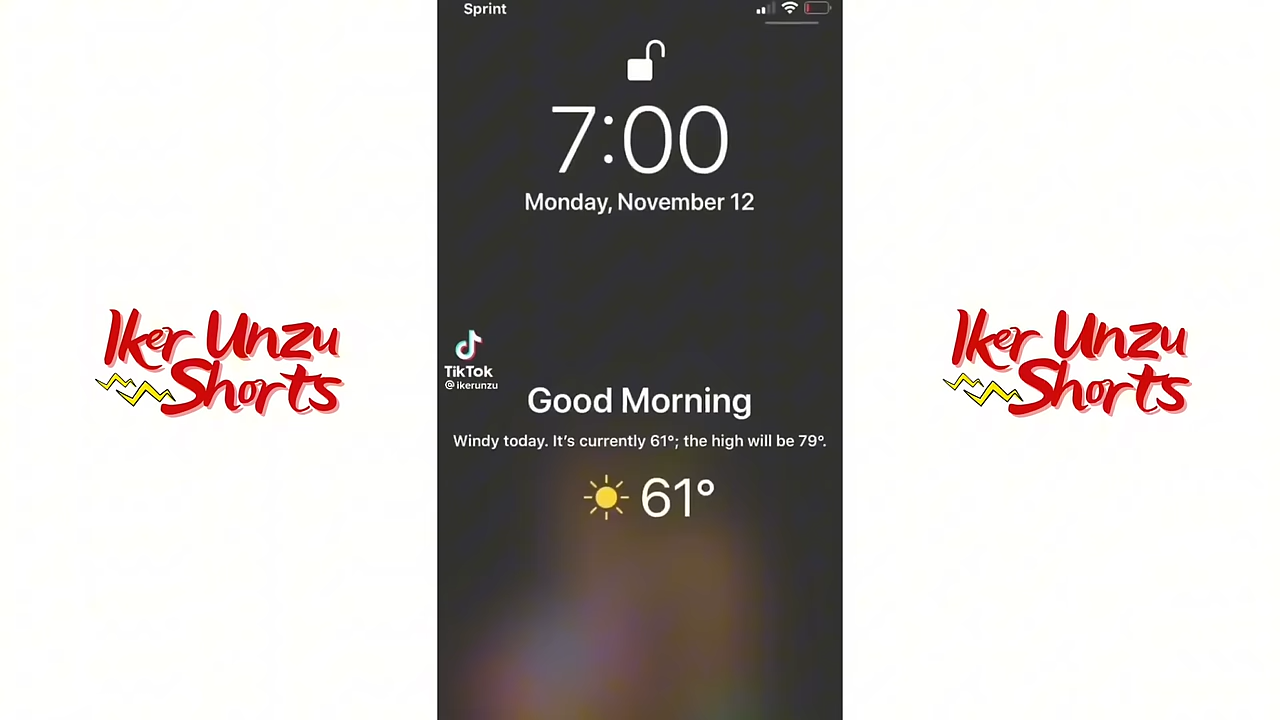 Sprint
7:00
Monday, November 12
Iker Unzu
Shorts
TikTok
@ikerunzu
Good Morning
Windy today. It's currently 61°; the high will be 79°.
61°
Iker Unzu
Shorts